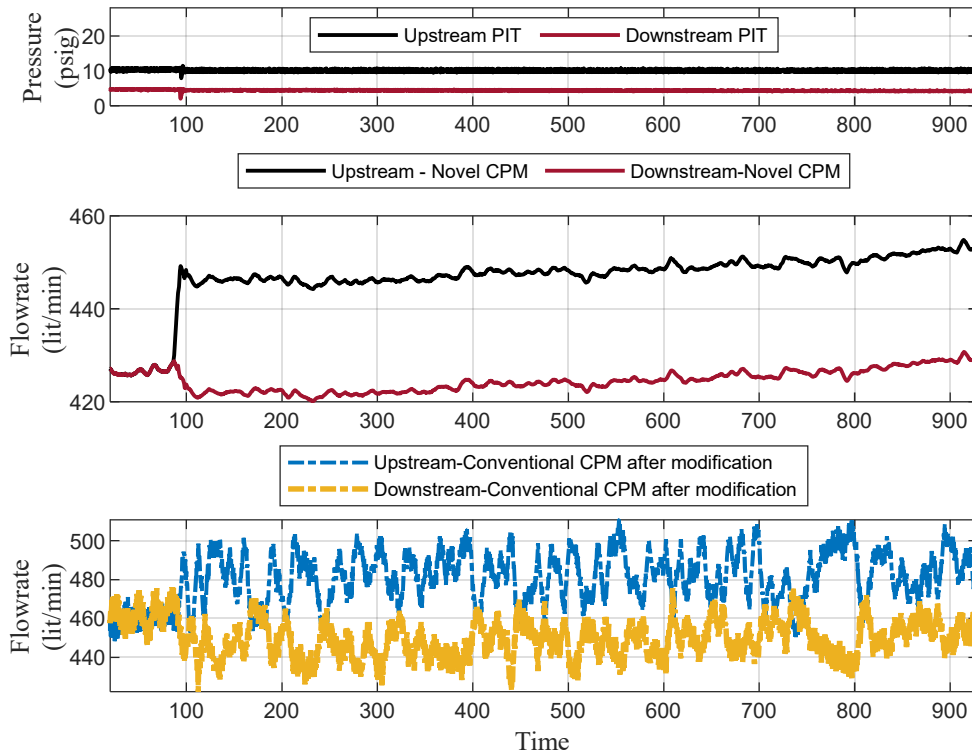 Upstream PIT Downstream PIT
Pressure
(psig)
20
10
0
100 200 300 400 500 600 700 800 900
Upstream - Novel CPM Downstream-Novel CPM
Flowrate
(lit/min)
460
440
420
100 200 300 400 500 600 700 800 900
Upstream-Conventional CPM after modification
Downstream-Conventional CPM after modification
Flowrate
(lit/min)
500
480
460
440
100 200 300 400 500 600 700 800 900
Time